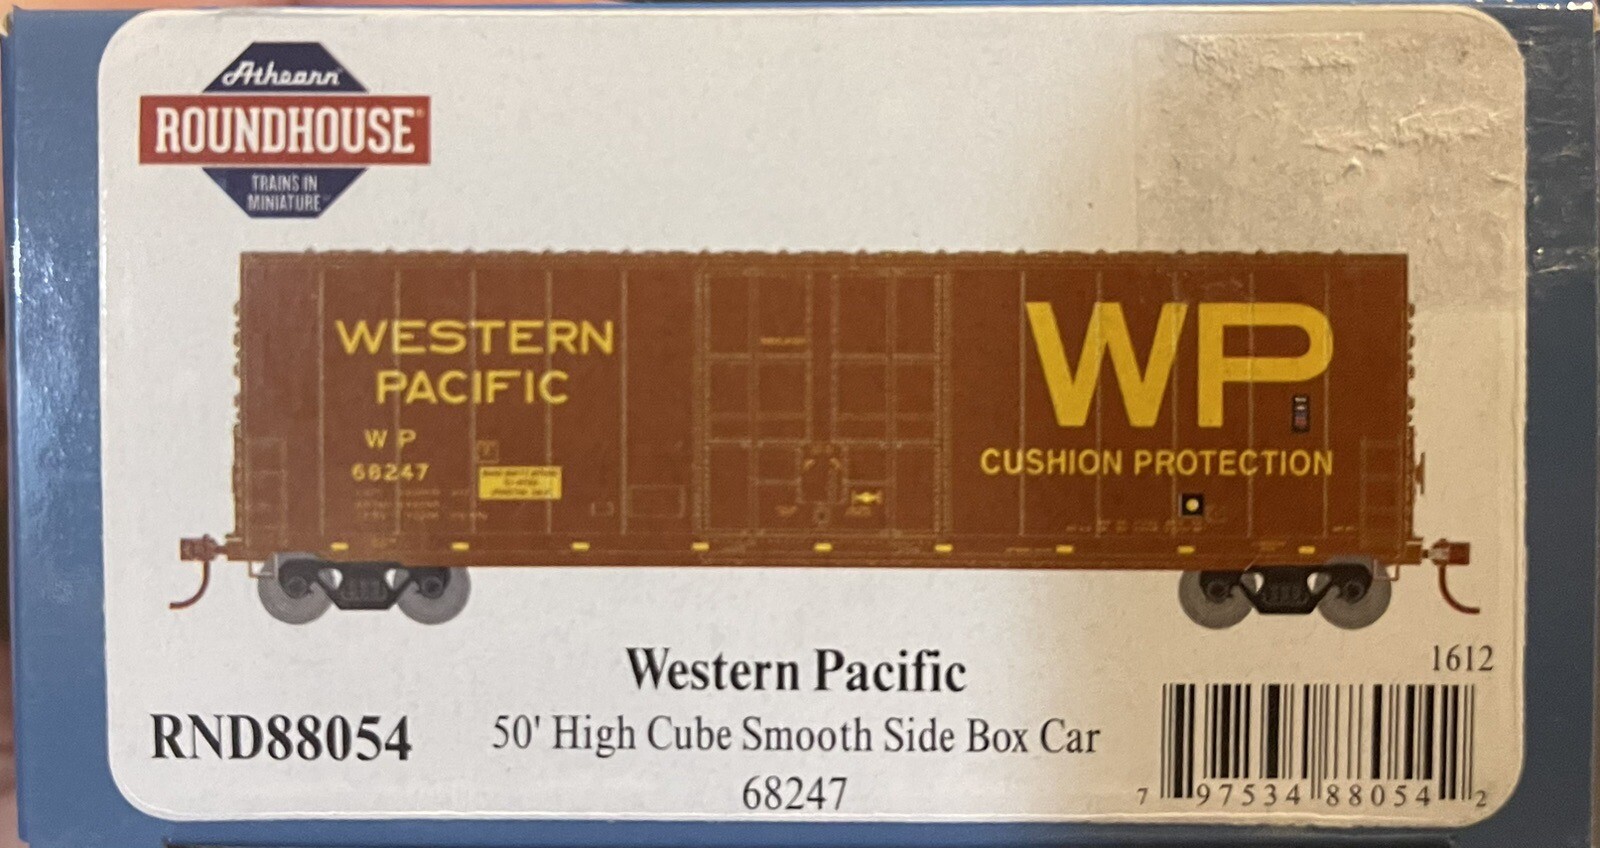 Athearn
ROUNDHOUSE®
TRAINS IN
MINIATURE
WESTERN
PACIFIC
WP
68247
WP
CUSHION PROTECTION
Western Pacific
RND88054
50' High Cube Smooth Side Box Car
68247
1612
7 97534 88054 2